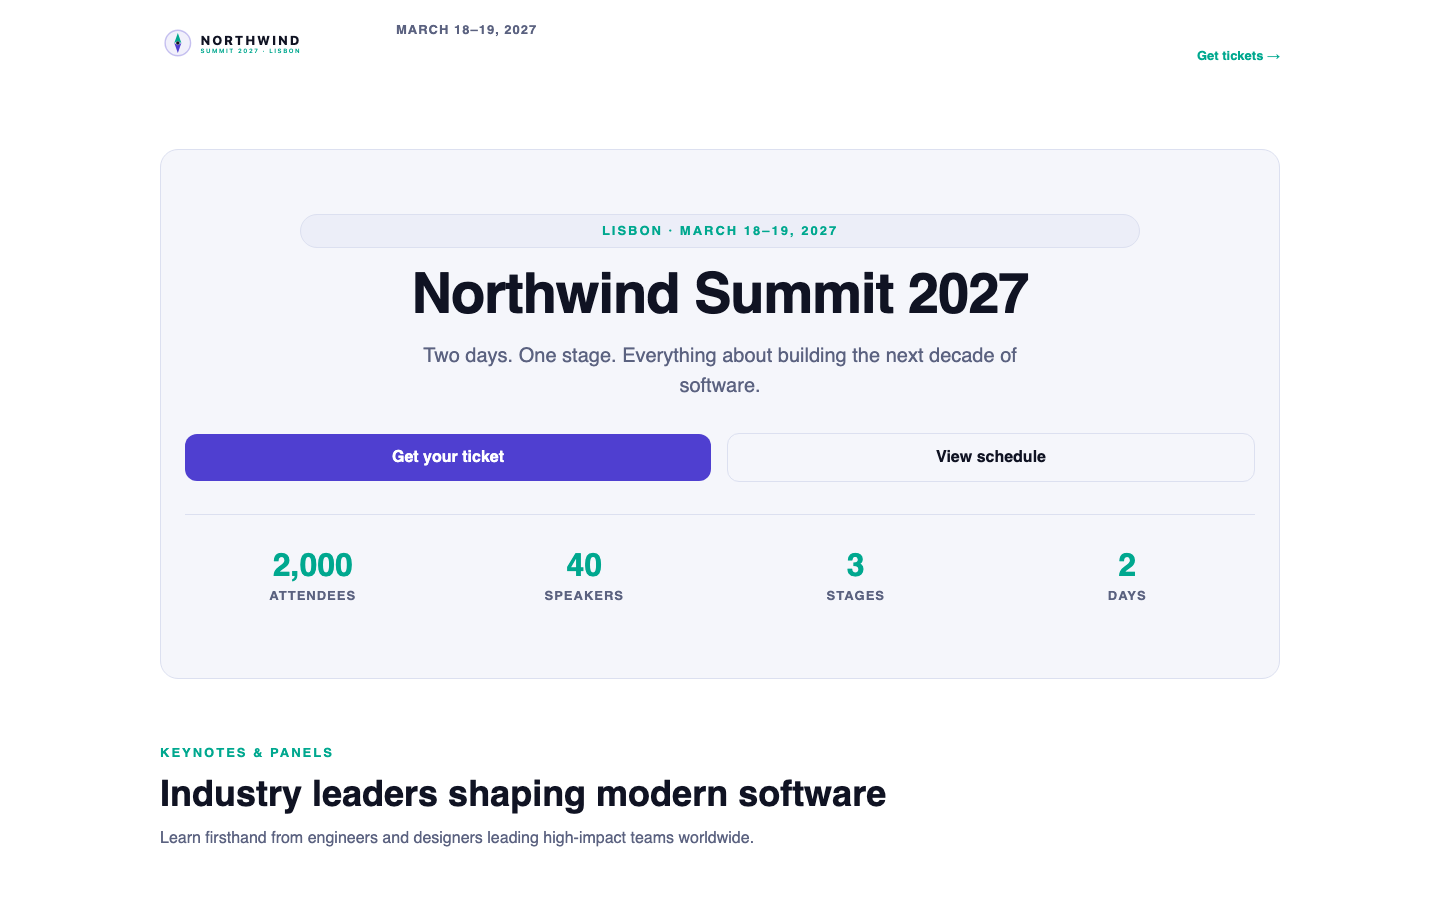 NORTHWIND
SUMMIT 2027 · LISBON
MARCH 18–19, 2027
Get tickets →
LISBON · MARCH 18–19, 2027
Northwind Summit 2027
Two days. One stage. Everything about building the next decade of
software.
Get your ticket
View schedule
2,000
ATTENDEES
40
SPEAKERS
3
STAGES
2
DAYS
KEYNOTES & PANELS
Industry leaders shaping modern software
Learn firsthand from engineers and designers leading high-impact teams worldwide.